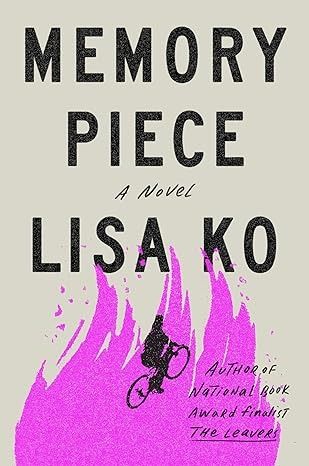 MEMORY
PIECE
A NOVEL
LISA KO
AUTHOR OF
NATIONAL BOOK
AWARD finalist
THE LEAVERS